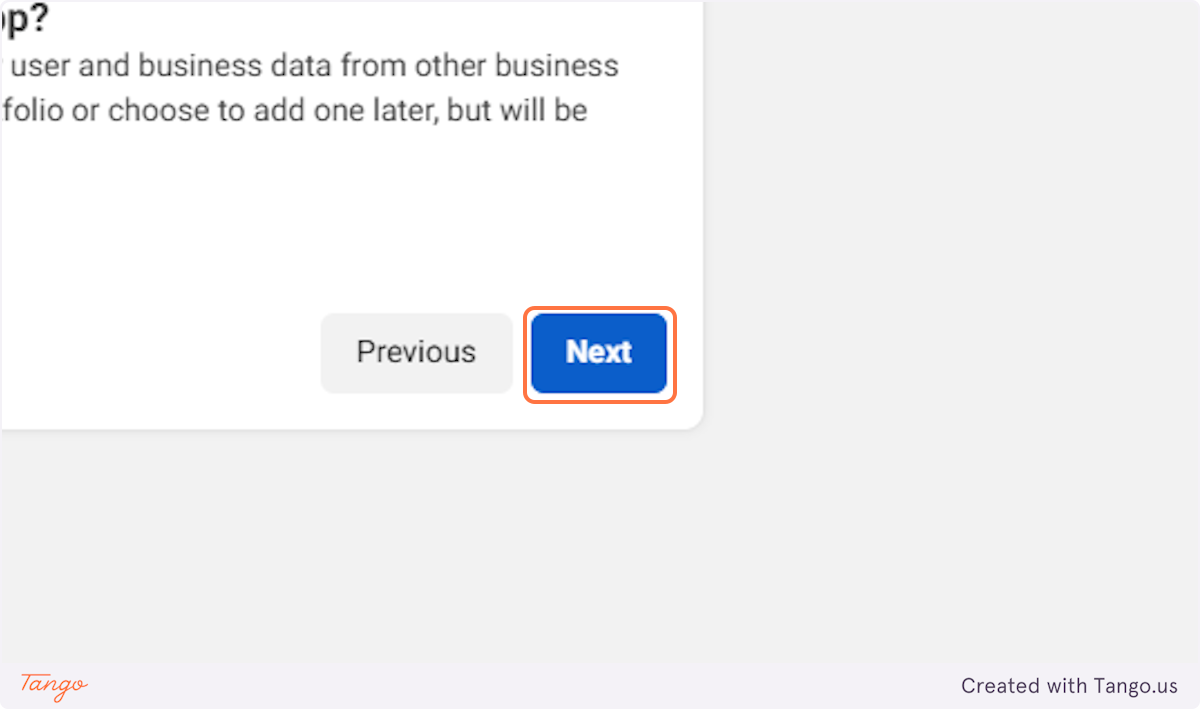 op?
user and business data from other business
folio or choose to add one later, but will be
Previous
Next
Tango
Created with Tango.us